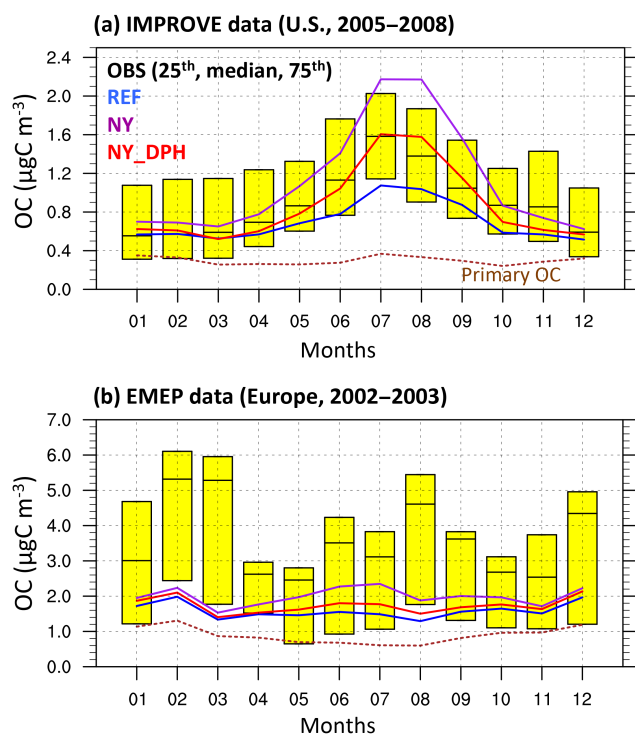 (a) IMPROVE data (U.S., 2005–2008)
OC (µgC m⁻³)
2.4
2.0
1.6
1.2
0.8
0.4
0.0
OBS (25th, median, 75th)
REF
NY
NY_DPH
Primary OC
01 02 03 04 05 06 07 08 09 10 11 12
Months
(b) EMEP data (Europe, 2002–2003)
OC (µgC m⁻³)
7.0
6.0
5.0
4.0
3.0
2.0
1.0
0.0
01 02 03 04 05 06 07 08 09 10 11 12
Months